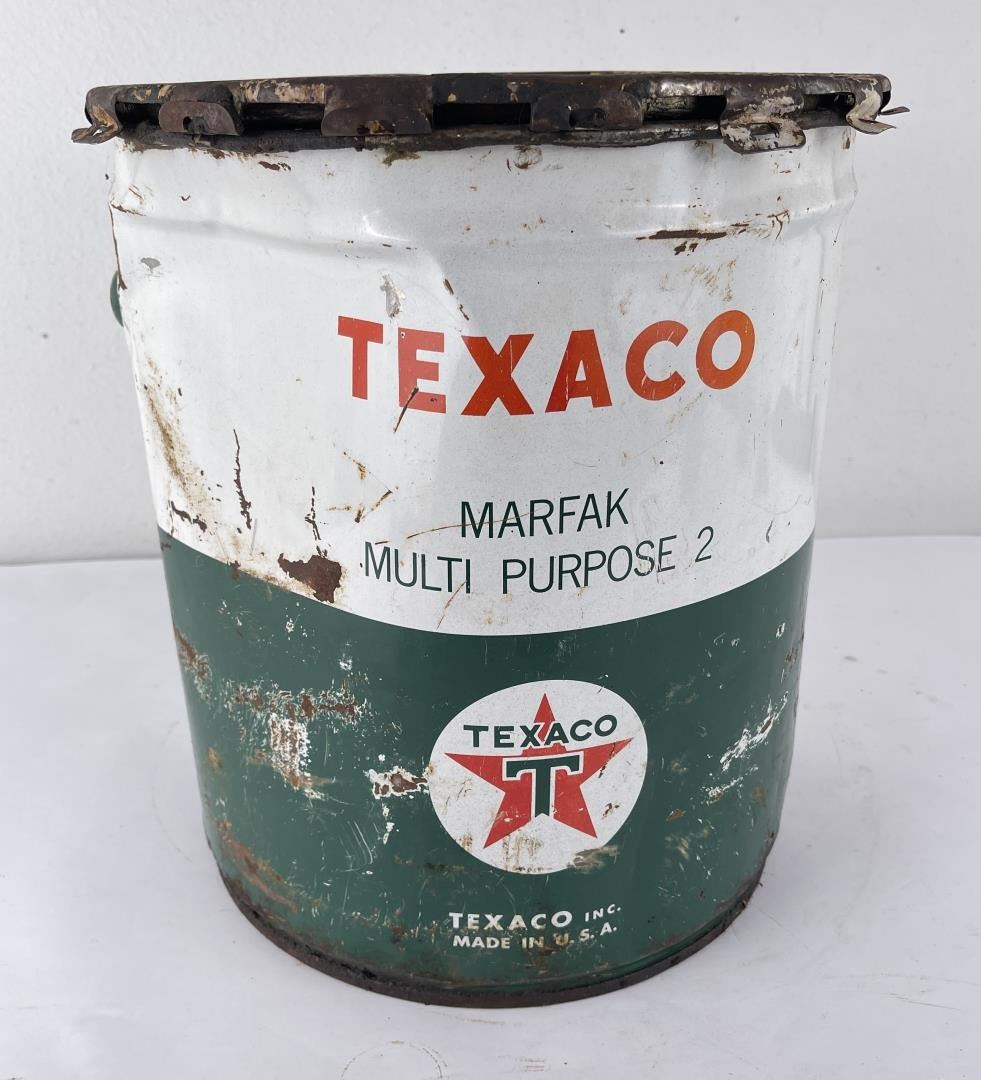 TEXACO
MARFAK
MULTI PURPOSE 2
TEXACO
T
TEXACO INC.
MADE IN U.S.A.